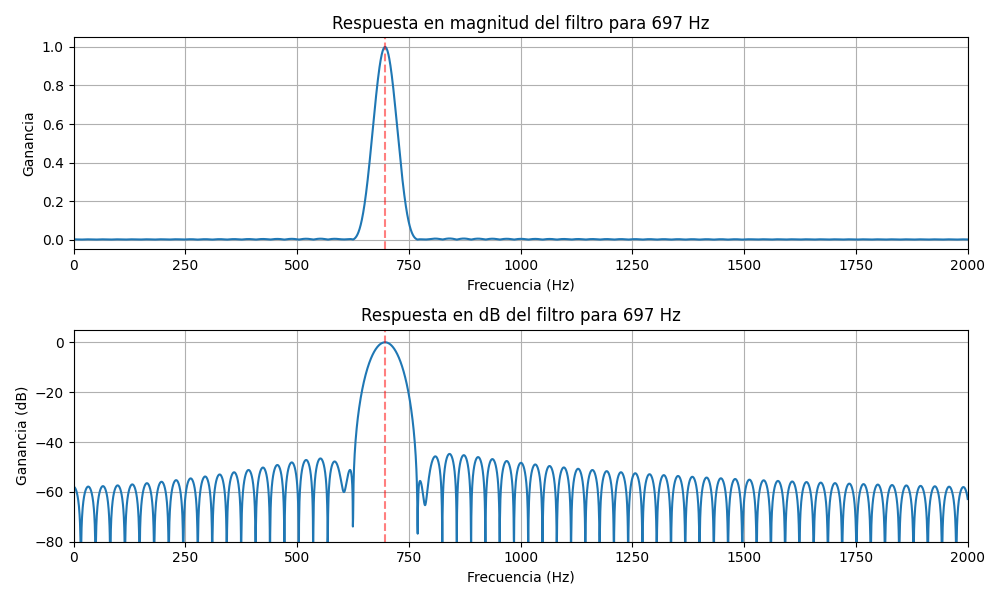 Respuesta en magnitud del filtro para 697 Hz
Ganancia
1.0
0.8
0.6
0.4
0.2
0.0
0 250 500 750 1000 1250 1500 1750 2000
Frecuencia (Hz)
Respuesta en dB del filtro para 697 Hz
Ganancia (dB)
0
−20
−40
−60
−80
0 250 500 750 1000 1250 1500 1750 2000
Frecuencia (Hz)